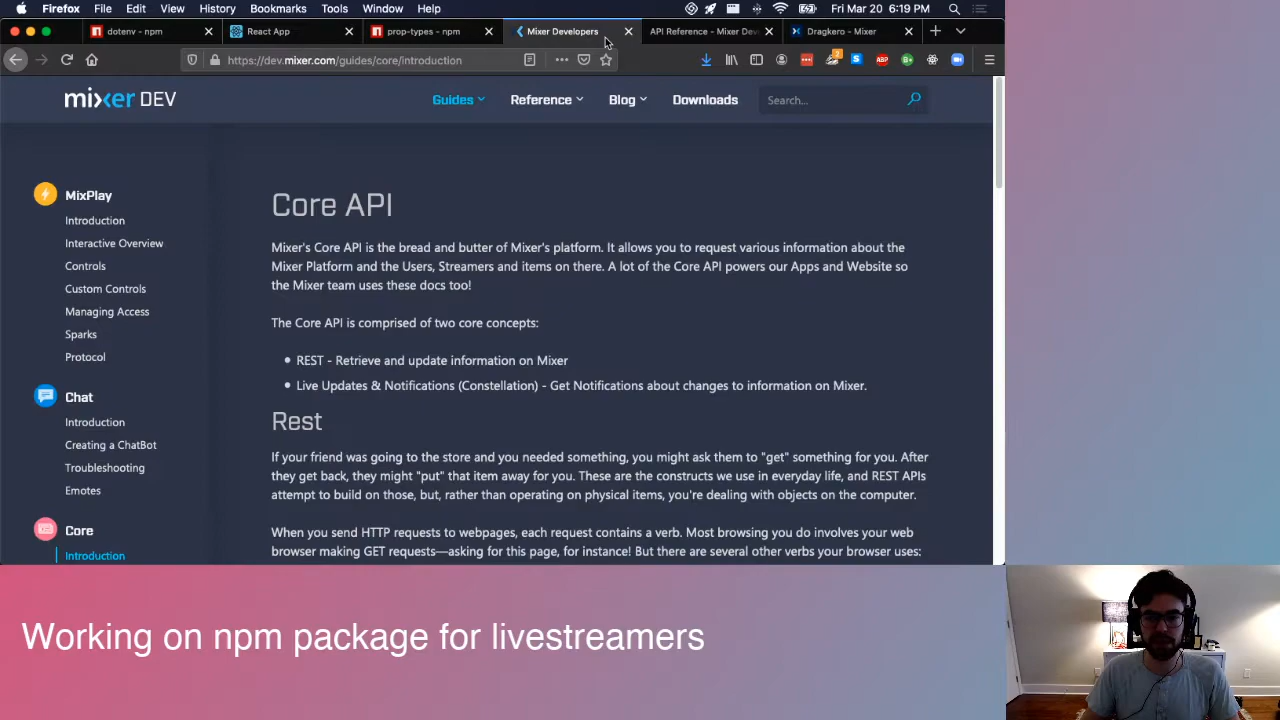 Firefox File Edit View History Bookmarks Tools Window Help Fri Mar 20 6:19 PM
dotenv - npm React App prop-types - npm Mixer Developers API Reference - Mixer Dev Dragkero - Mixer
https://dev.mixer.com/guides/core/introduction
mixer DEV Guides Reference Blog Downloads Search...
MixPlay
Introduction
Interactive Overview
Controls
Custom Controls
Managing Access
Sparks
Protocol
Chat
Introduction
Creating a ChatBot
Troubleshooting
Emotes
Core
Introduction
Core API
Mixer's Core API is the bread and butter of Mixer's platform. It allows you to request various information about the
Mixer Platform and the Users, Streamers and items on there. A lot of the Core API powers our Apps and Website so
the Mixer team uses these docs too!
The Core API is comprised of two core concepts:
• REST - Retrieve and update information on Mixer
• Live Updates & Notifications (Constellation) - Get Notifications about changes to information on Mixer.
Rest
If your friend was going to the store and you needed something, you might ask them to "get" something for you. After
they get back, they might "put" that item away for you. These are the constructs we use in everyday life, and REST APIs
attempt to build on those, but, rather than operating on physical items, you're dealing with objects on the computer.
When you send HTTP requests to webpages, each request contains a verb. Most browsing you do involves your web
browser making GET requests—asking for this page, for instance! But there are several other verbs your browser uses:
Working on npm package for livestreamers